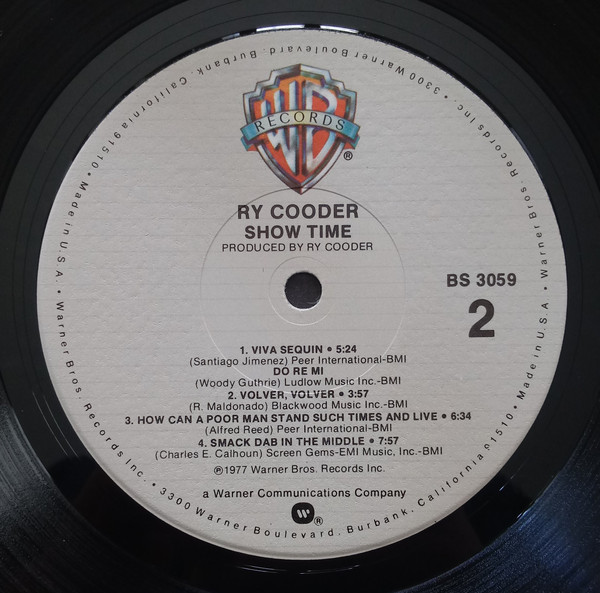 WB
RECORDS
®
RY COODER
SHOW TIME
PRODUCED BY RY COODER
BS 3059
2
1. VIVA SEQUIN • 5:24
(Santiago Jimenez) Peer International-BMI
DO RE MI
(Woody Guthrie) Ludlow Music Inc.-BMI
2. VOLVER, VOLVER • 3:57
(R. Maldonado) Blackwood Music Inc.-BMI
3. HOW CAN A POOR MAN STAND SUCH TIMES AND LIVE • 6:34
(Alfred Reed) Peer International-BMI
4. SMACK DAB IN THE MIDDLE • 7:57
(Charles E. Calhoun) Screen Gems-EMI Music, Inc.-BMI
℗1977 Warner Bros. Records Inc.
a Warner Communications Company
®
Warner Bros. Records Inc. • 3300 Warner Boulevard, Burbank, California 91510 • Made in U.S.A. • Warner Bros. Records Inc. • 3300 Warner Boulevard, Burbank, California 91510 • Made in U.S.A. •